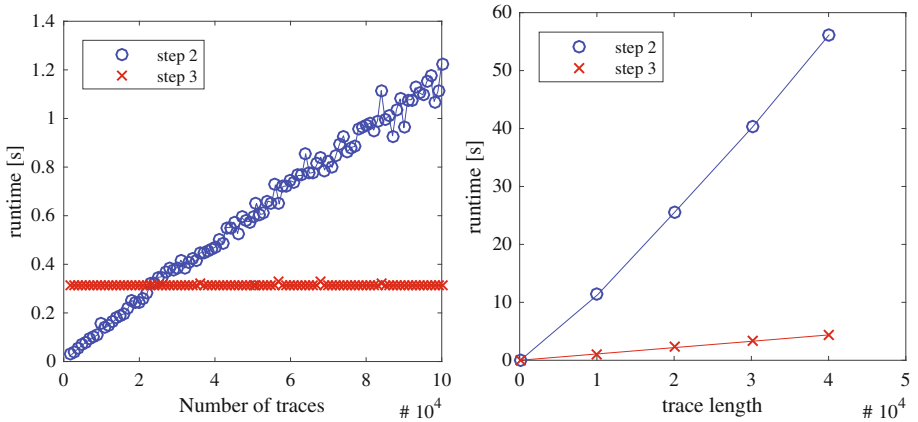 1.4
1.2
1
0.8
0.6
0.4
0.2
0
runtime [s]
step 2
step 3
0 2 4 6 8 10
Number of traces
# 10^4
60
50
40
30
20
10
0
runtime [s]
step 2
step 3
0 1 2 3 4 5
trace length
# 10^4